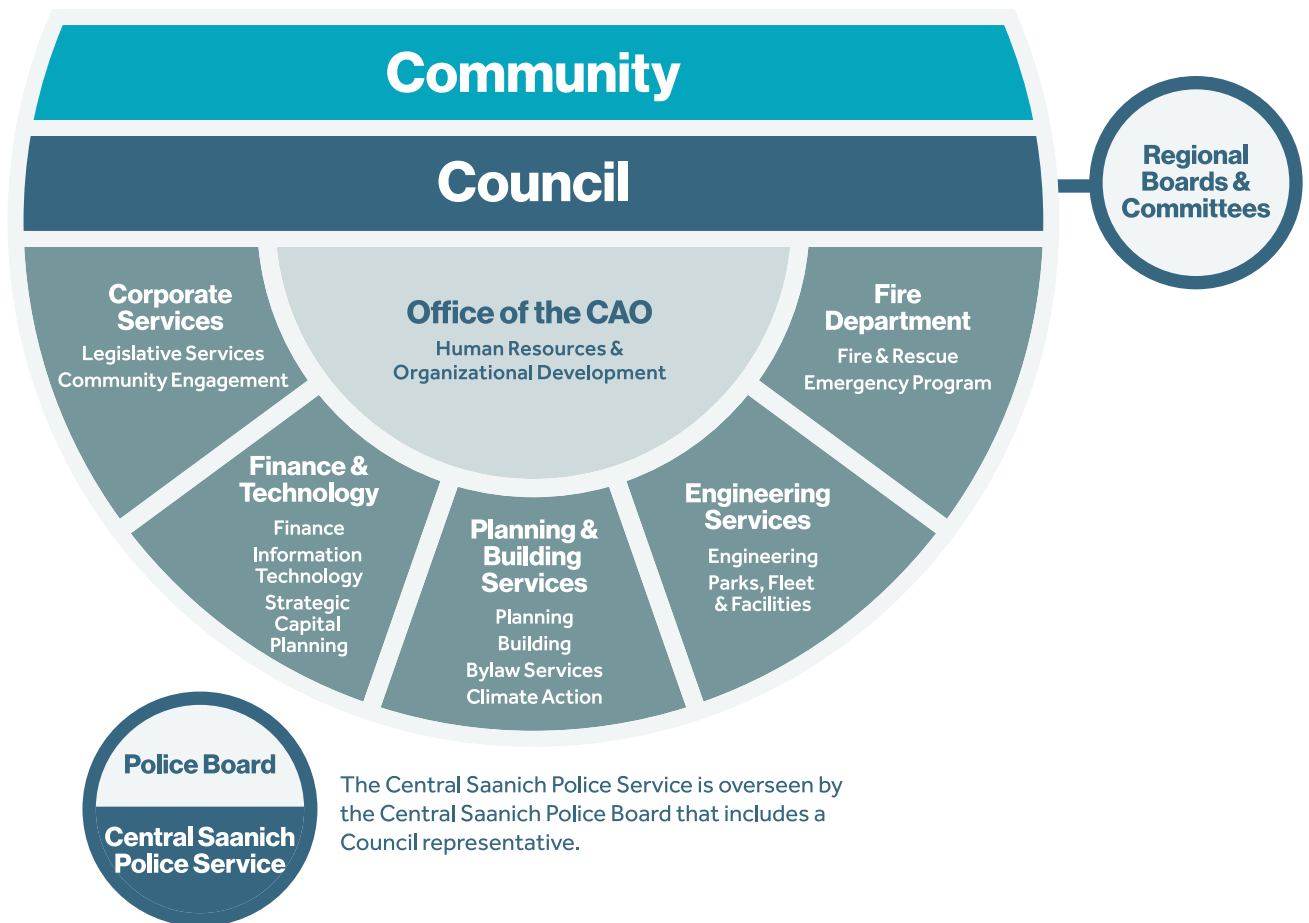 Community
Council
Regional
Boards &
Committees
Corporate
Services
Legislative Services
Community Engagement
Office of the CAO
Human Resources &
Organizational Development
Fire
Department
Fire & Rescue
Emergency Program
Finance &
Technology
Finance
Information
Technology
Strategic
Capital
Planning
Planning &
Building
Services
Planning
Building
Bylaw Services
Climate Action
Engineering
Services
Engineering
Parks, Fleet
& Facilities
Police Board
Central Saanich
Police Service
The Central Saanich Police Service is overseen by
the Central Saanich Police Board that includes a
Council representative.